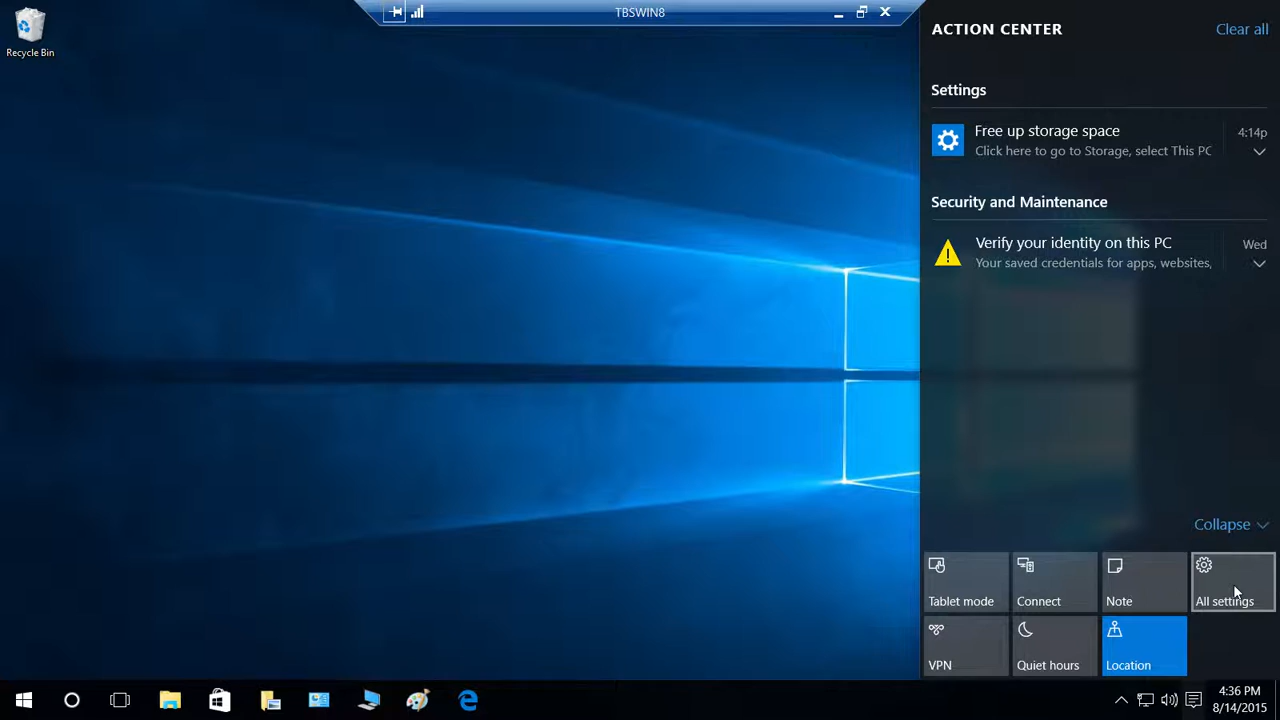 Recycle Bin
TBSWIN8
ACTION CENTER
Clear all
Settings
Free up storage space
4:14p
Click here to go to Storage, select This PC
Security and Maintenance
Verify your identity on this PC
Wed
Your saved credentials for apps, websites,
Collapse
Tablet mode
Connect
Note
All settings
VPN
Quiet hours
Location
4:36 PM
8/14/2015